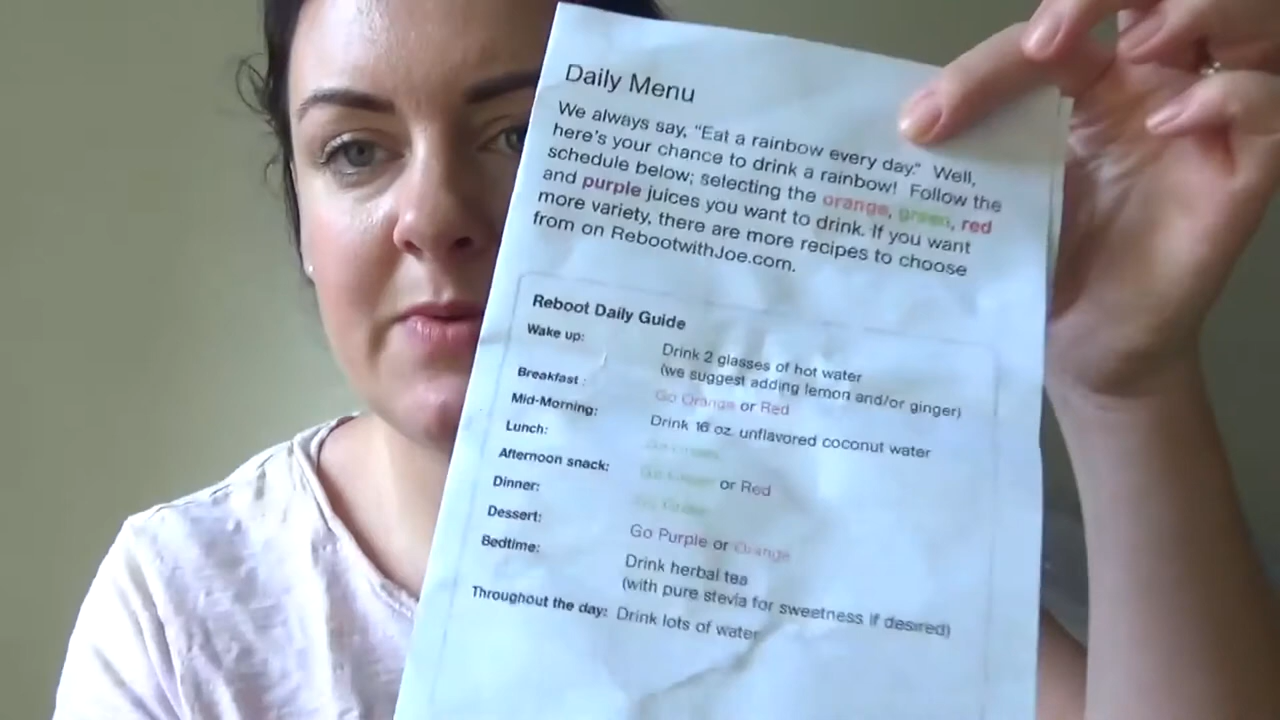 Daily Menu
We always say, "Eat a rainbow every day." Well,
here's your chance to drink a rainbow! Follow the
schedule below; selecting the orange, green, red
and purple juices you want to drink. If you want
more variety, there are more recipes to choose
from on RebootwithJoe.com.
Reboot Daily Guide
Wake up: Drink 2 glasses of hot water
(we suggest adding lemon and/or ginger)
Breakfast : Go Orange or Red
Mid-Morning: Drink 16 oz. unflavored coconut water
Lunch: Go Green
Afternoon snack: Go Green or Red
Dinner: Go Green
Dessert: Go Purple or Orange
Bedtime: Drink herbal tea
(with pure stevia for sweetness if desired)
Throughout the day: Drink lots of water